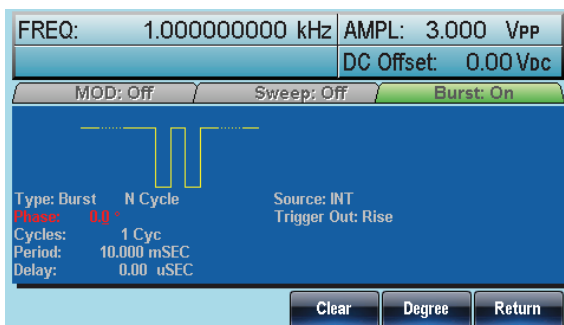 FREQ: 1.000000000 kHz AMPL: 3.000 VPP
DC Offset: 0.00 VDC
MOD: Off Sweep: Off Burst: On
Type: Burst N Cycle Source: INT
Phase: 0.0 ° Trigger Out: Rise
Cycles: 1 Cyc
Period: 10.000 mSEC
Delay: 0.00 uSEC
Clear Degree Return